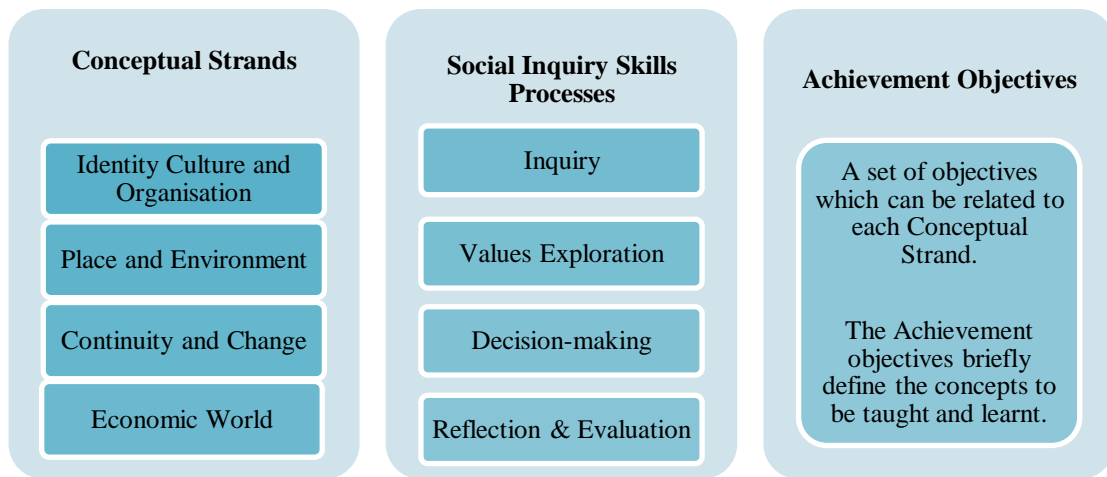 Conceptual Strands
Identity Culture and
Organisation
Place and Environment
Continuity and Change
Economic World
Social Inquiry Skills
Processes
Inquiry
Values Exploration
Decision-making
Reflection & Evaluation
Achievement Objectives
A set of objectives
which can be related to
each Conceptual
Strand.
The Achievement
objectives briefly
define the concepts to
be taught and learnt.